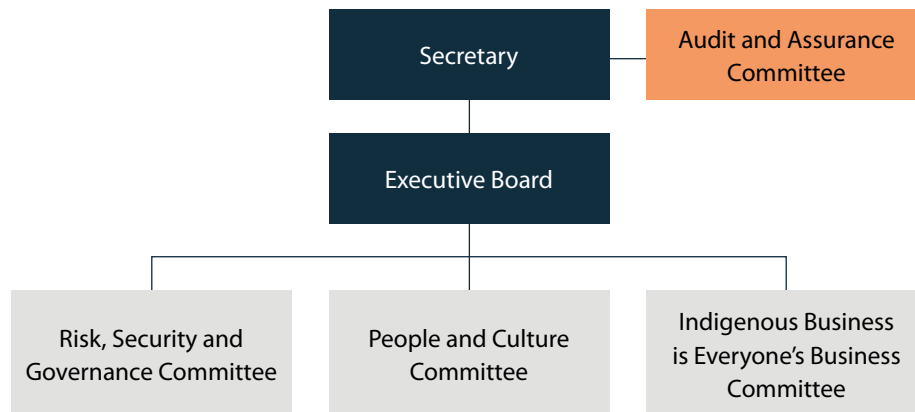 Secretary
Audit and Assurance
Committee
Executive Board
Risk, Security and
Governance Committee
People and Culture
Committee
Indigenous Business
is Everyone’s Business
Committee